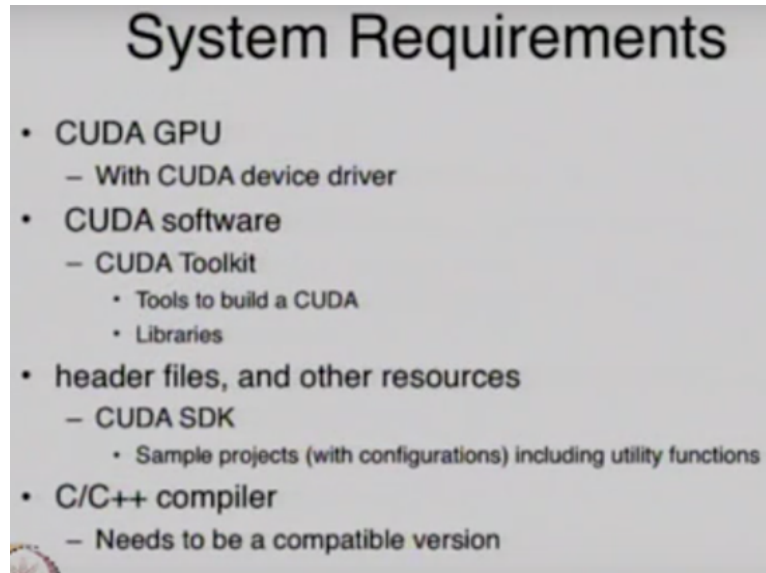 System Requirements
• CUDA GPU
– With CUDA device driver
• CUDA software
– CUDA Toolkit
• Tools to build a CUDA
• Libraries
• header files, and other resources
– CUDA SDK
• Sample projects (with configurations) including utility functions
• C/C++ compiler
– Needs to be a compatible version